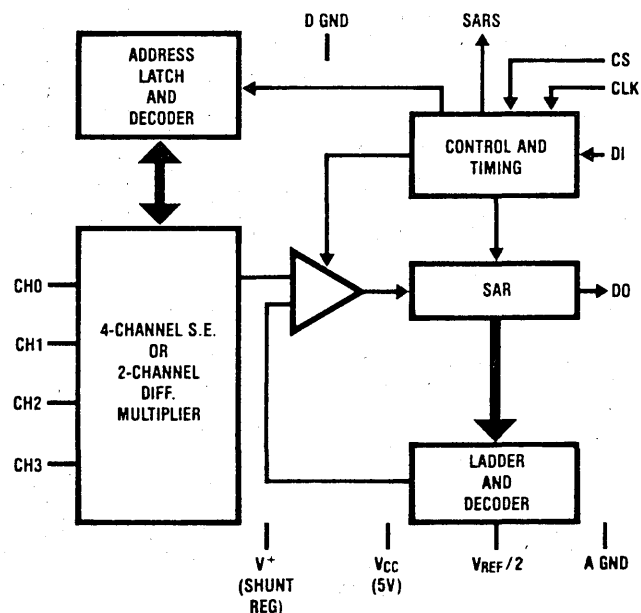 D GND
SARS
CS
CLK
ADDRESS
LATCH
AND
DECODER
CONTROL AND
TIMING
DI
CH0
CH1
CH2
CH3
4-CHANNEL S.E.
OR
2-CHANNEL
DIFF.
MULTIPLIER
SAR
DO
LADDER
AND
DECODER
V+
(SHUNT
REG)
VCC
(5V)
VREF/2
A GND